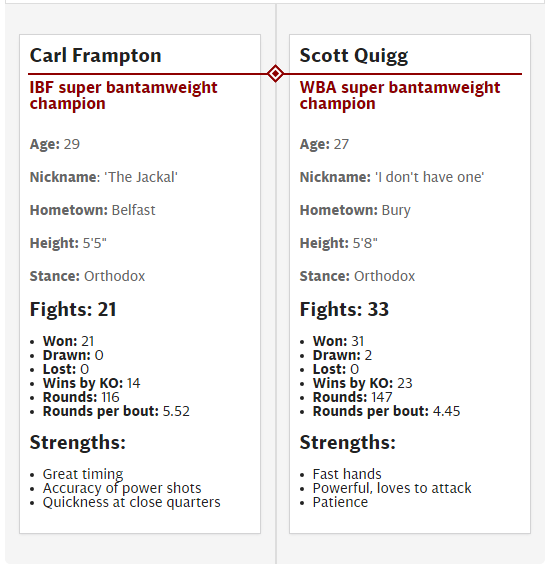 Carl Frampton
IBF super bantamweight
champion
Age: 29
Nickname: 'The Jackal'
Hometown: Belfast
Height: 5'5"
Stance: Orthodox
Fights: 21
Won: 21
Drawn: 0
Lost: 0
Wins by KO: 14
Rounds: 116
Rounds per bout: 5.52
Strengths:
Great timing
Accuracy of power shots
Quickness at close quarters
Scott Quigg
WBA super bantamweight
champion
Age: 27
Nickname: 'I don't have one'
Hometown: Bury
Height: 5'8"
Stance: Orthodox
Fights: 33
Won: 31
Drawn: 2
Lost: 0
Wins by KO: 23
Rounds: 147
Rounds per bout: 4.45
Strengths:
Fast hands
Powerful, loves to attack
Patience